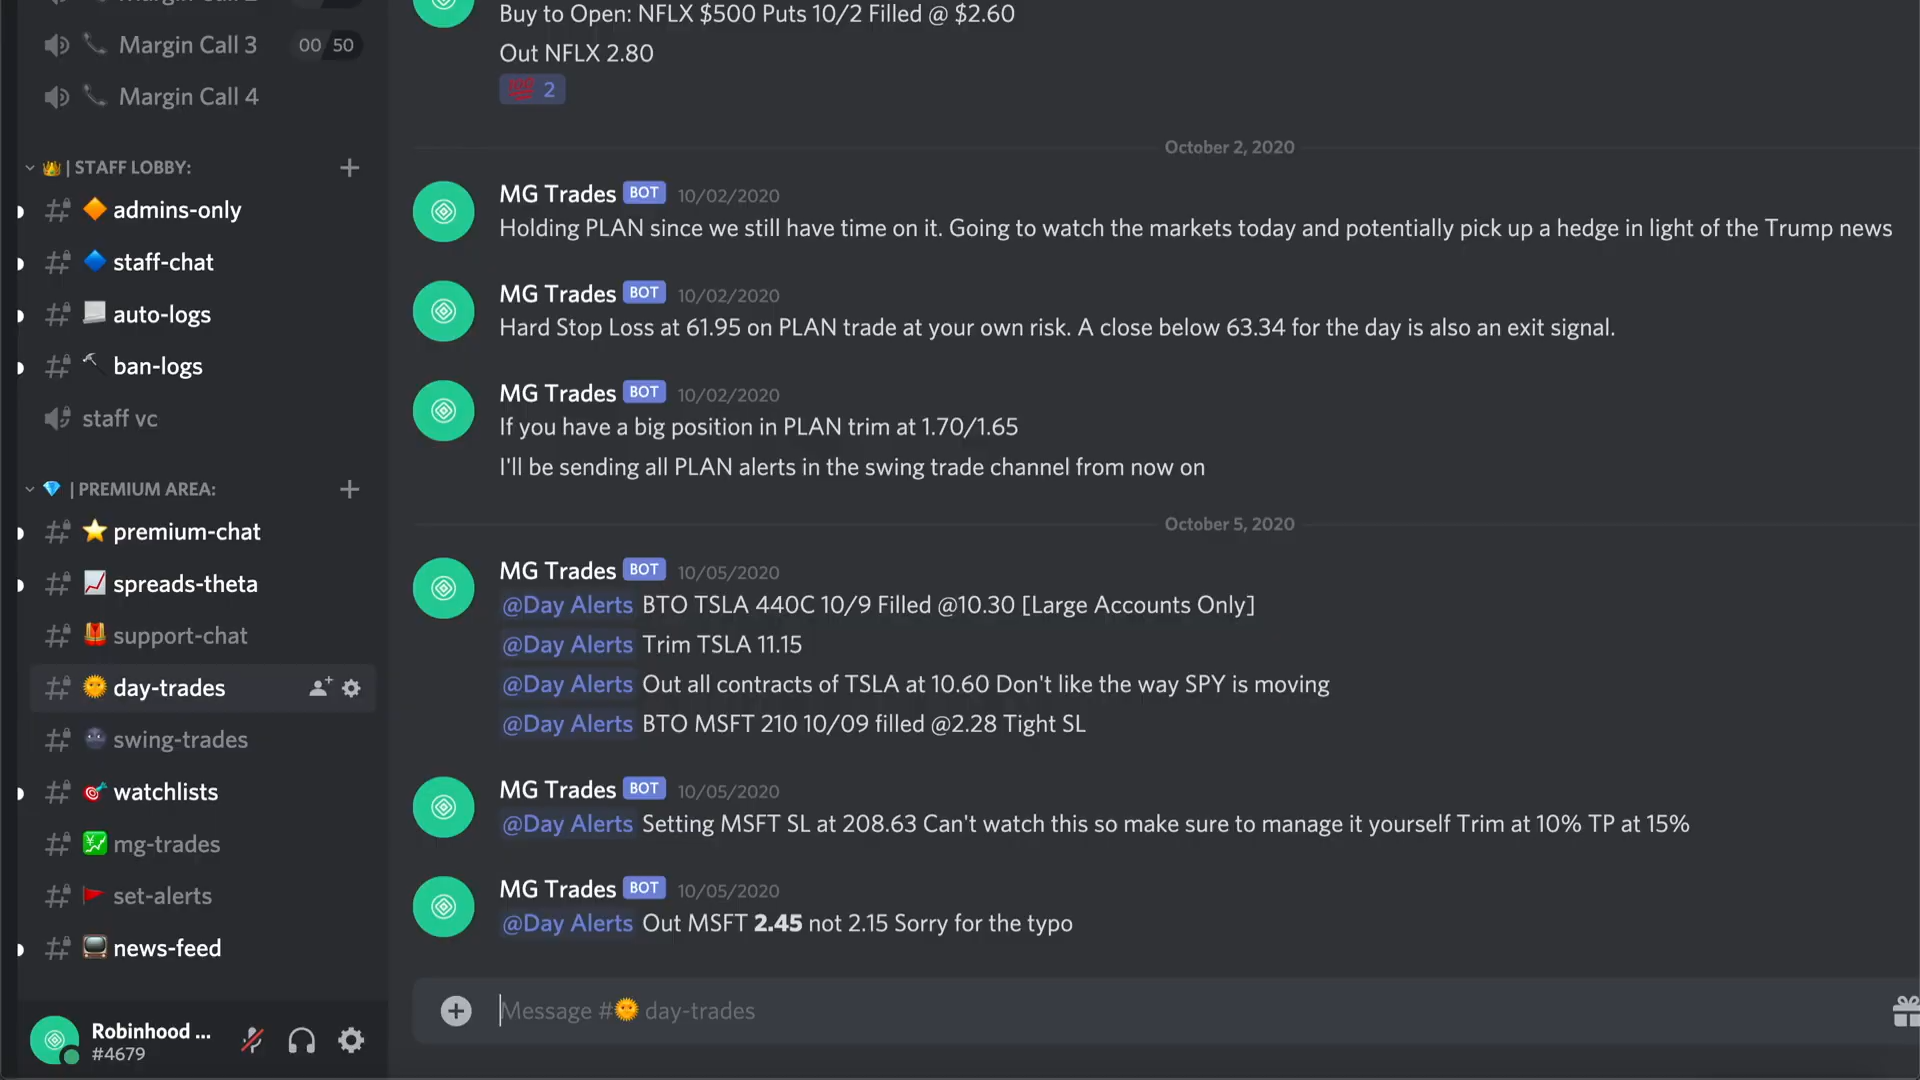 Buy to Open: NFLX $500 Puts 10/2 Filled @ $2.60
Out NFLX 2.80
2
Margin Call 3 00 50
Margin Call 4
| STAFF LOBBY:
admins-only
staff-chat
auto-logs
ban-logs
staff vc
| PREMIUM AREA:
premium-chat
spreads-theta
support-chat
day-trades
swing-trades
watchlists
mg-trades
set-alerts
news-feed
Robinhood ...
#4679
October 2, 2020
MG Trades BOT 10/02/2020
Holding PLAN since we still have time on it. Going to watch the markets today and potentially pick up a hedge in light of the Trump news
MG Trades BOT 10/02/2020
Hard Stop Loss at 61.95 on PLAN trade at your own risk. A close below 63.34 for the day is also an exit signal.
MG Trades BOT 10/02/2020
If you have a big position in PLAN trim at 1.70/1.65
I'll be sending all PLAN alerts in the swing trade channel from now on
October 5, 2020
MG Trades BOT 10/05/2020
@Day Alerts BTO TSLA 440C 10/9 Filled @10.30 [Large Accounts Only]
@Day Alerts Trim TSLA 11.15
@Day Alerts Out all contracts of TSLA at 10.60 Don't like the way SPY is moving
@Day Alerts BTO MSFT 210 10/09 filled @2.28 Tight SL
MG Trades BOT 10/05/2020
@Day Alerts Setting MSFT SL at 208.63 Can't watch this so make sure to manage it yourself Trim at 10% TP at 15%
MG Trades BOT 10/05/2020
@Day Alerts Out MSFT 2.45 not 2.15 Sorry for the typo
Message #🌞 day-trades